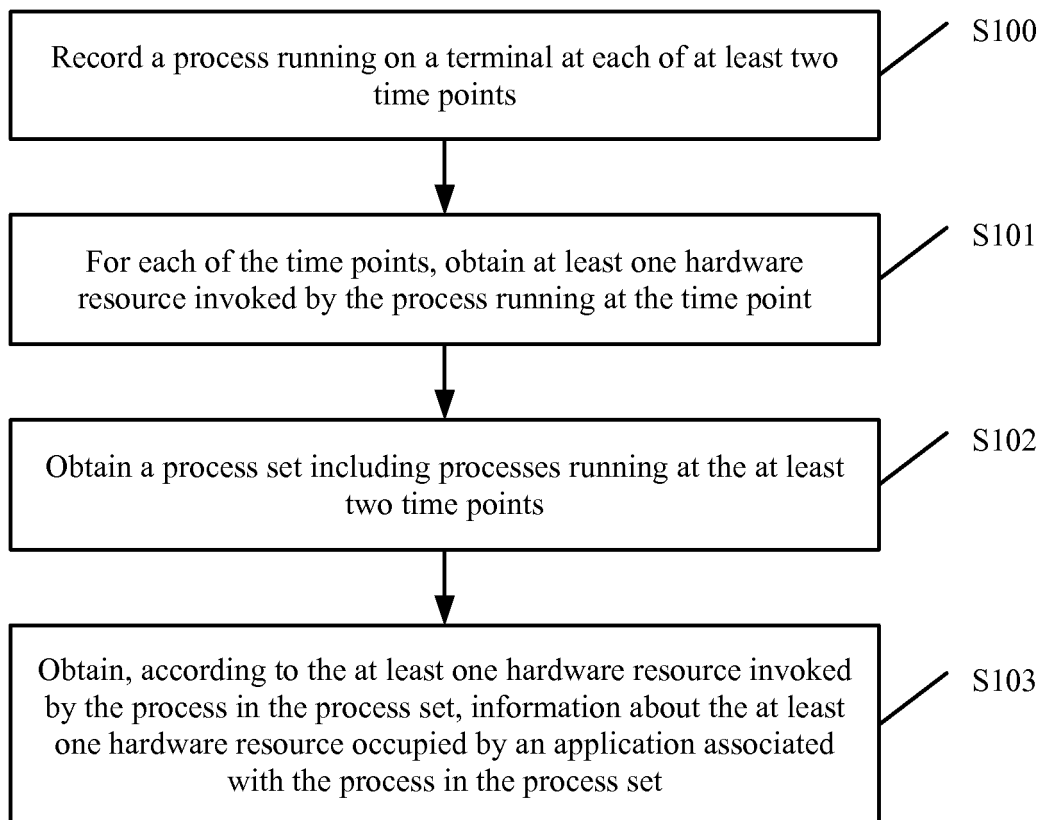 Record a process running on a terminal at each of at least two
time points
S100
For each of the time points, obtain at least one hardware
resource invoked by the process running at the time point
S101
Obtain a process set including processes running at the at least
two time points
S102
Obtain, according to the at least one hardware resource invoked
by the process in the process set, information about the at least
one hardware resource occupied by an application associated
with the process in the process set
S103